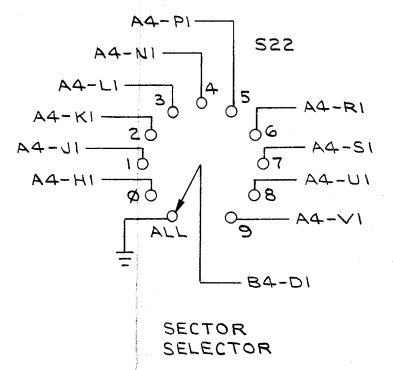 A4-P1
S22
A4-N1
A4-L1
3
4
5
A4-K1
A4-R1
2
6
A4-J1
A4-S1
1
7
A4-H1
A4-U1
0
8
ALL
9
A4-V1
B4-D1
SECTOR
SELECTOR